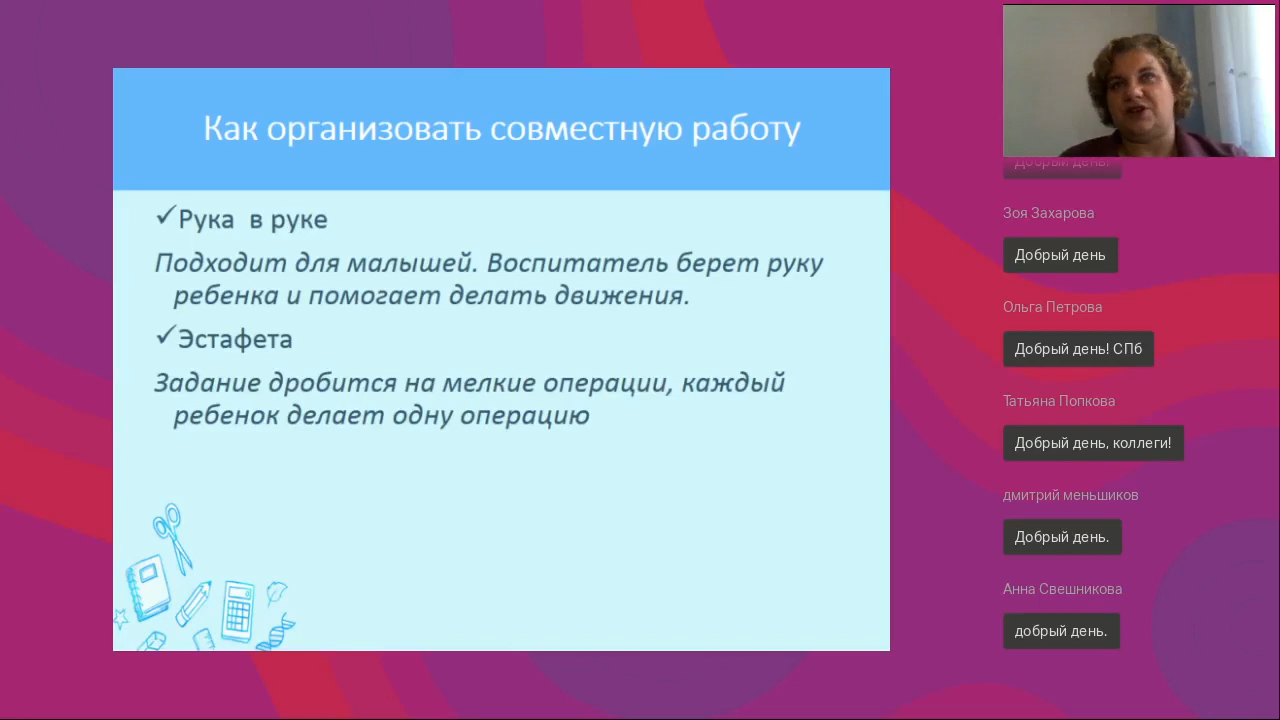 Как организовать совместную работу
✓Рука в руке
Подходит для малышей. Воспитатель берет руку
ребенка и помогает делать движения.
✓Эстафета
Задание дробится на мелкие операции, каждый
ребенок делает одну операцию
Добрый день!
Зоя Захарова
Добрый день
Ольга Петрова
Добрый день! СПб
Татьяна Попкова
Добрый день, коллеги!
дмитрий меньшиков
Добрый день.
Анна Свешникова
добрый день.